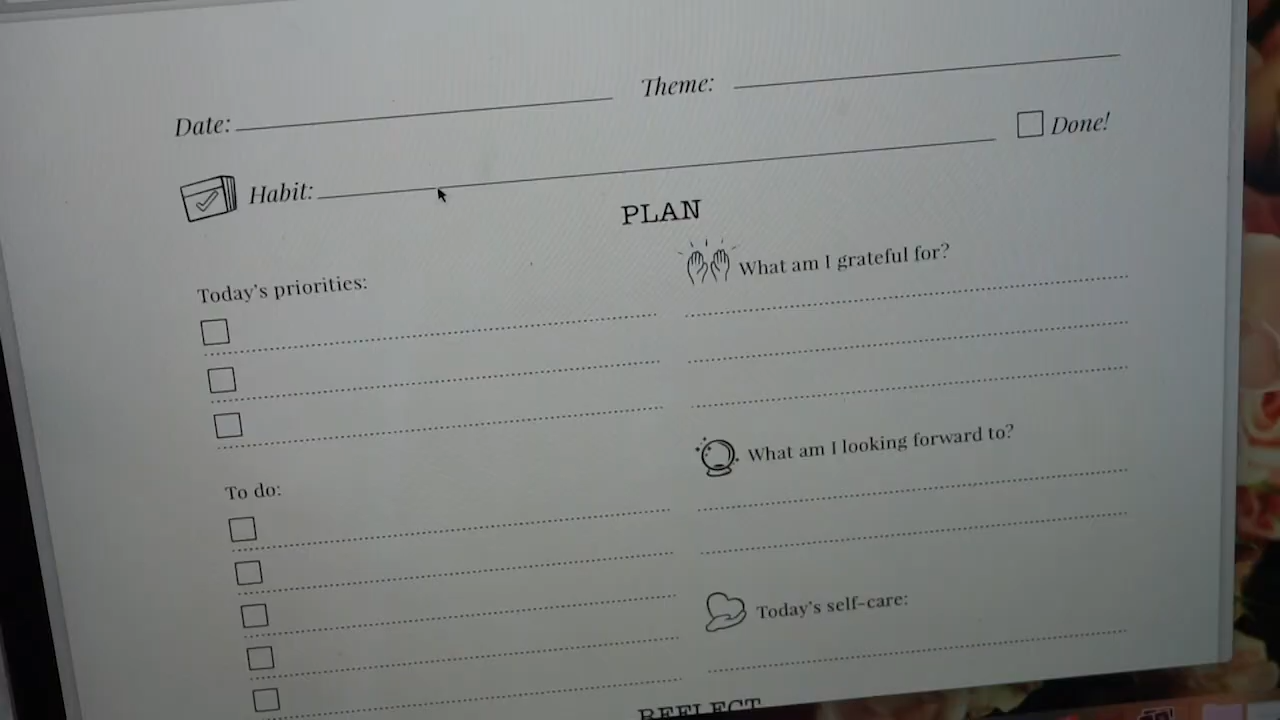 Date: Theme:
Habit: Done!
PLAN
Today's priorities:
What am I grateful for?
What am I looking forward to?
To do:
Today's self-care:
REFLECT